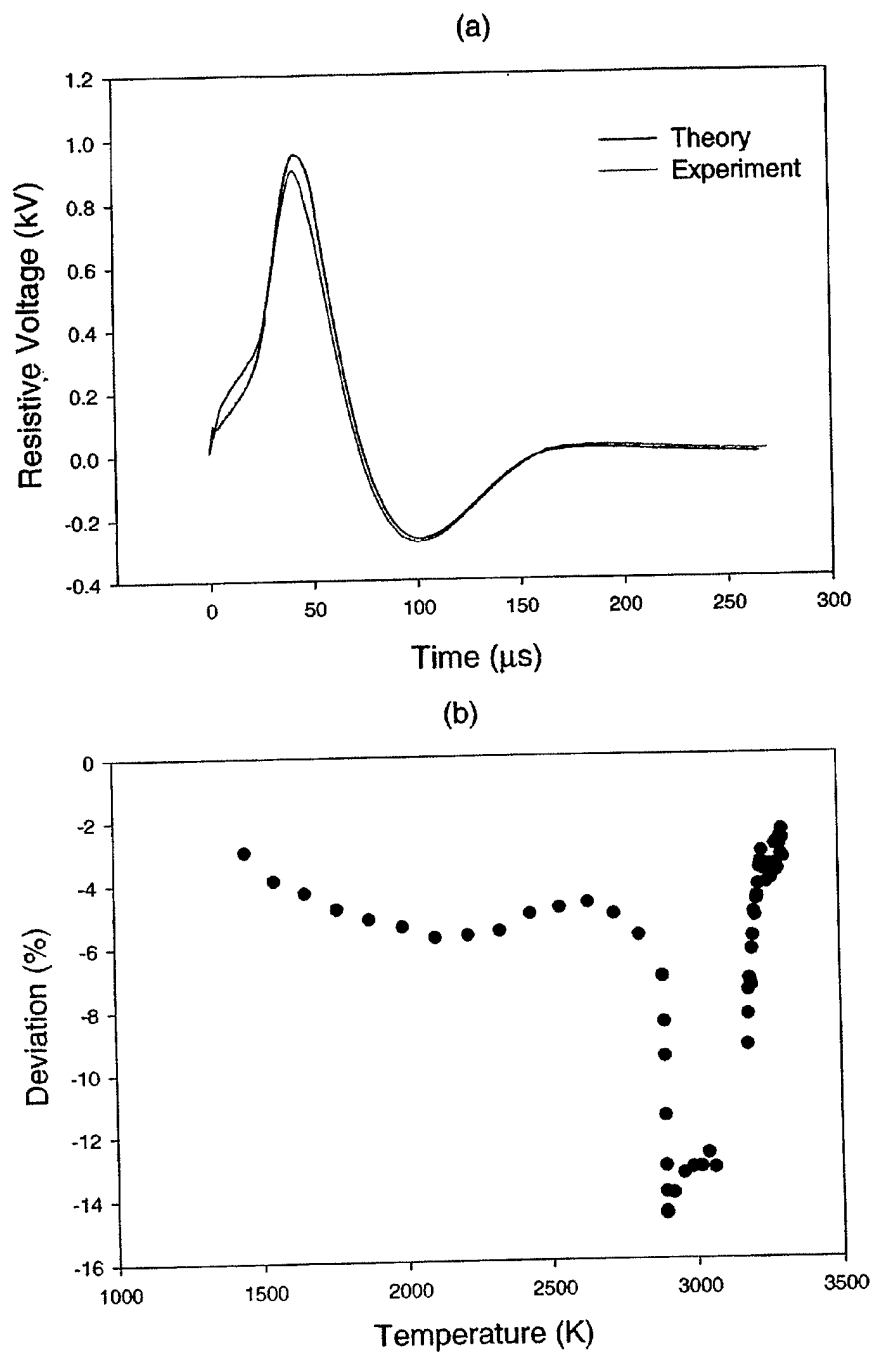 (a)
1.2
1.0
0.8
0.6
0.4
0.2
0.0
-0.2
-0.4
Resistive Voltage (kV)
Theory
Experiment
0 50 100 150 200 250 300
Time (μs)
(b)
0
-2
-4
-6
-8
-10
-12
-14
-16
Deviation (%)
1000 1500 2000 2500 3000 3500
Temperature (K)